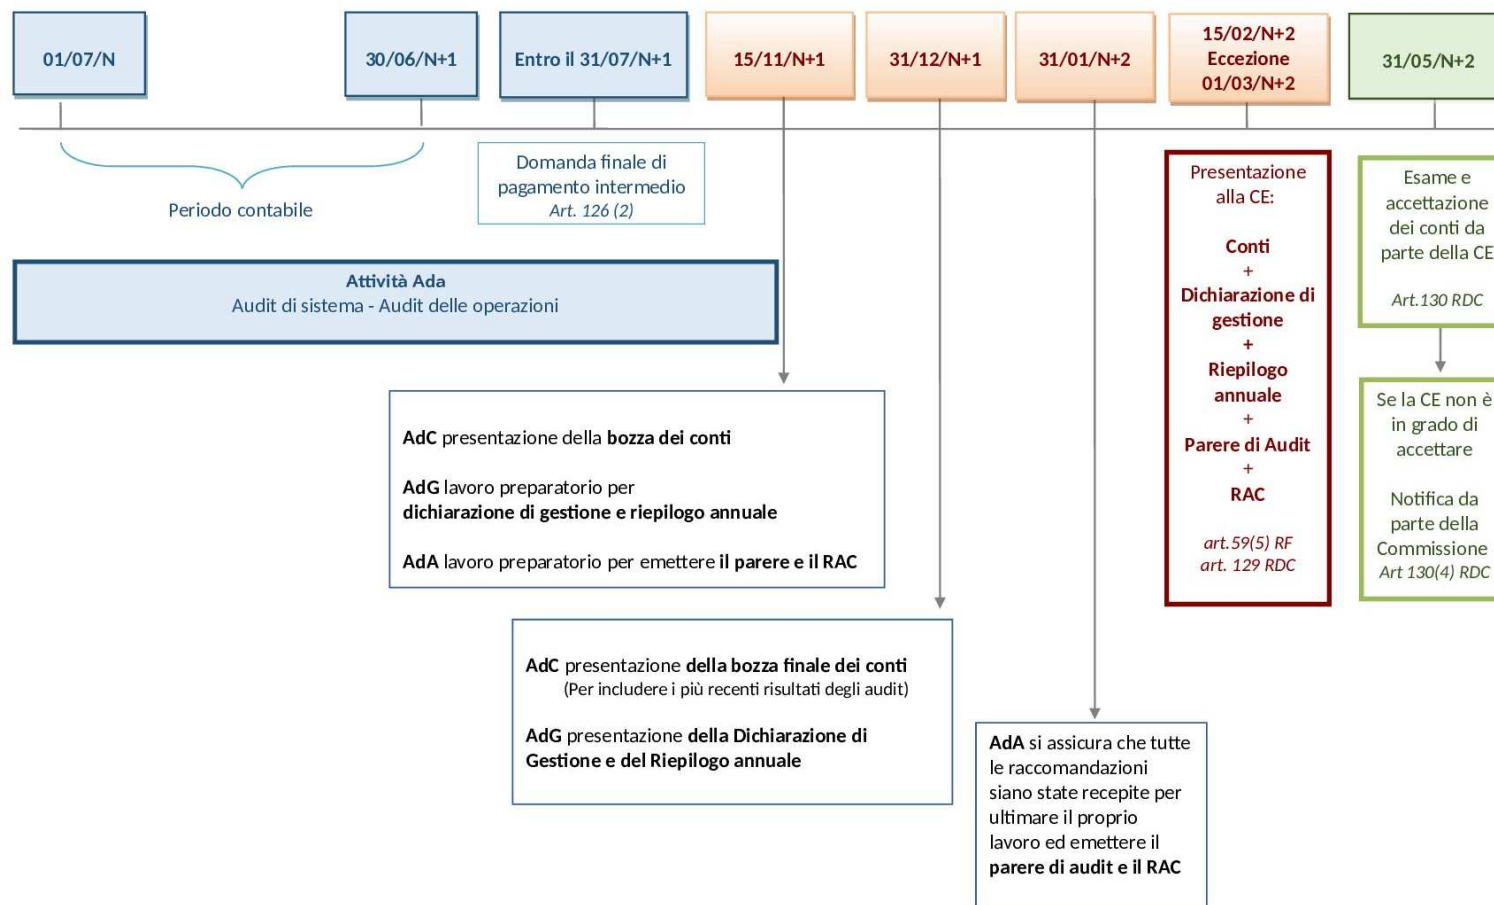 01/07/N
30/06/N+1
Entro il 31/07/N+1
15/11/N+1
31/12/N+1
31/01/N+2
15/02/N+2
Eccezione
01/03/N+2
31/05/N+2
Periodo contabile
Domanda finale di
pagamento intermedio
Art. 126 (2)
Attività Ada
Audit di sistema - Audit delle operazioni
AdC presentazione della bozza dei conti
AdG lavoro preparatorio per
dichiarazione di gestione e riepilogo annuale
AdA lavoro preparatorio per emettere il parere e il RAC
AdC presentazione della bozza finale dei conti
(Per includere i più recenti risultati degli audit)
AdG presentazione della Dichiarazione di
Gestione e del Riepilogo annuale
AdA si assicura che tutte
le raccomandazioni
siano state recepite per
ultimare il proprio
lavoro ed emettere il
parere di audit e il RAC
Presentazione
alla CE:
Conti
+
Dichiarazione di
gestione
+
Riepilogo
annuale
+
Parere di Audit
+
RAC
art.59(5) RF
art. 129 RDC
Esame e
accettazione
dei conti da
parte della CE
Art.130 RDC
Se la CE non è
in grado di
accettare
Notifica da
parte della
Commissione
Art 130(4) RDC